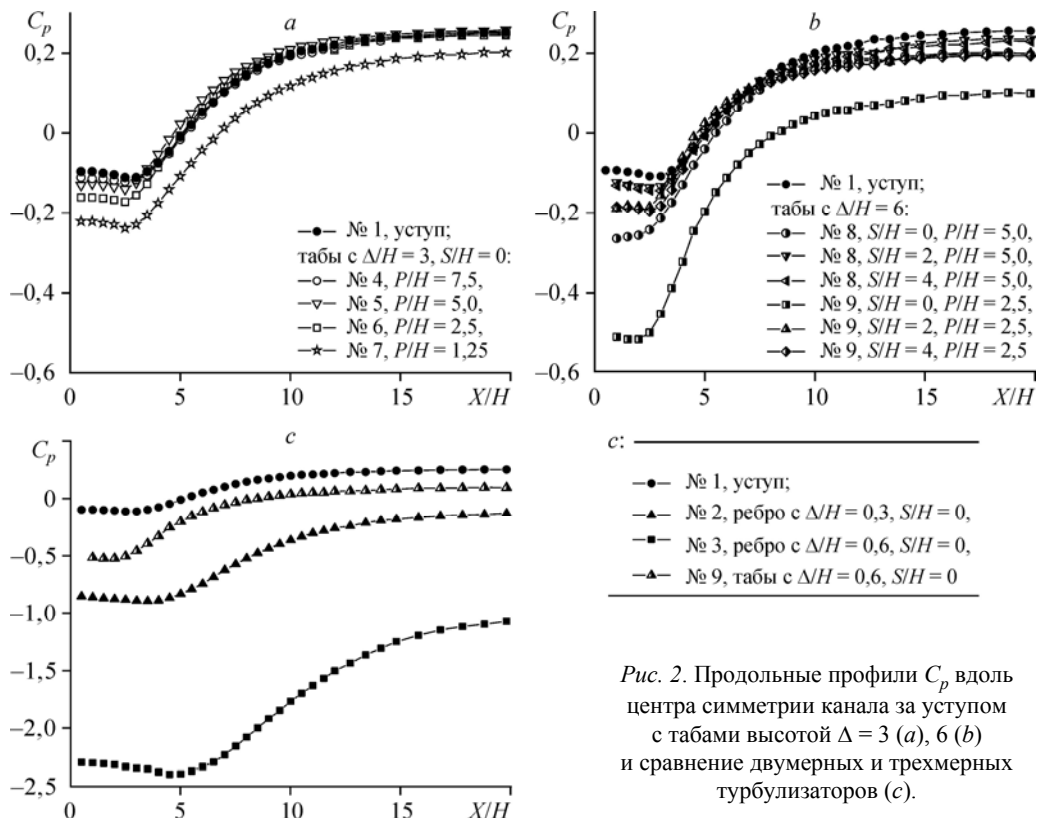 C_p
a
0,2
0
–0,2
–0,4
–0,6
0
5
10
15
X/H
№ 1, уступ;
табы с Δ/H = 3, S/H = 0:
№ 4, P/H = 7,5,
№ 5, P/H = 5,0,
№ 6, P/H = 2,5,
№ 7, P/H = 1,25
C_p
b
0,2
0
–0,2
–0,4
–0,6
0
5
10
15
X/H
№ 1, уступ;
табы с Δ/H = 6:
№ 8, S/H = 0, P/H = 5,0,
№ 8, S/H = 2, P/H = 5,0,
№ 8, S/H = 4, P/H = 5,0,
№ 9, S/H = 0, P/H = 2,5,
№ 9, S/H = 2, P/H = 2,5,
№ 9, S/H = 4, P/H = 2,5
C_p
c
0
–0,5
–1,0
–1,5
–2,0
–2,5
0
5
10
15
X/H
c:
№ 1, уступ;
№ 2, ребро с Δ/H = 0,3, S/H = 0,
№ 3, ребро с Δ/H = 0,6, S/H = 0,
№ 9, табы с Δ/H = 0,6, S/H = 0
Рис. 2. Продольные профили C_p вдоль
центра симметрии канала за уступом
с табами высотой Δ = 3 (a), 6 (b)
и сравнение двумерных и трехмерных
турбулизаторов (c).